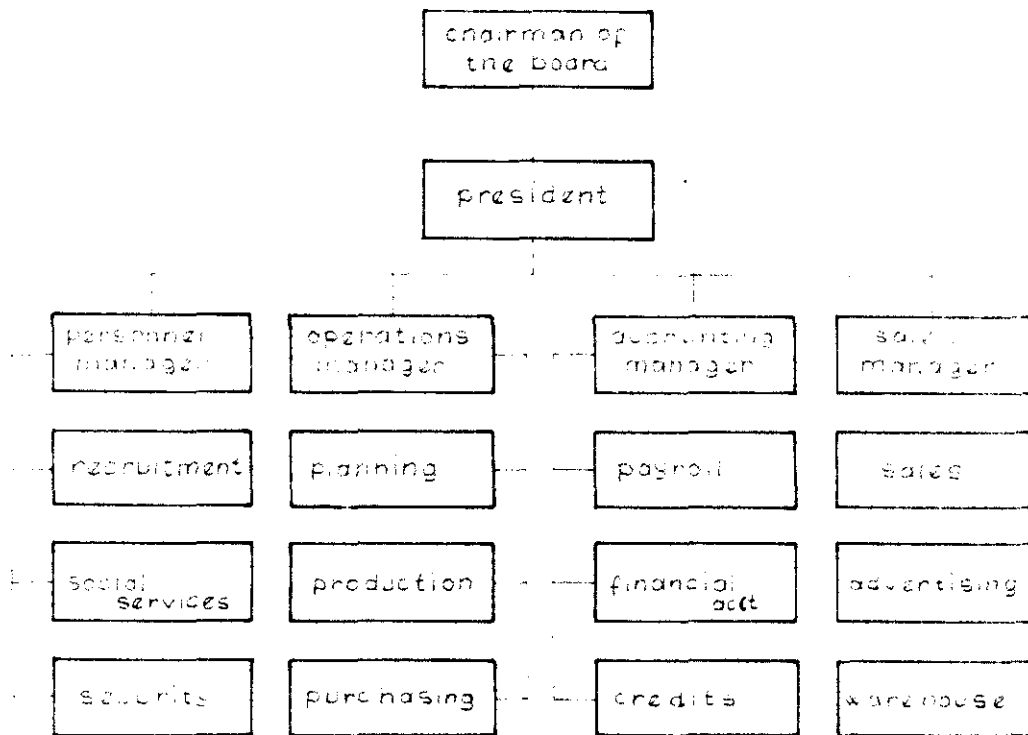 chairman of
the board
president
personnel
manager
operations
manager
accounting
manager
sales
manager
recruitment
planning
payroll
sales
social
services
production
financial
acct
advertising
security
purchasing
credits
warehouse